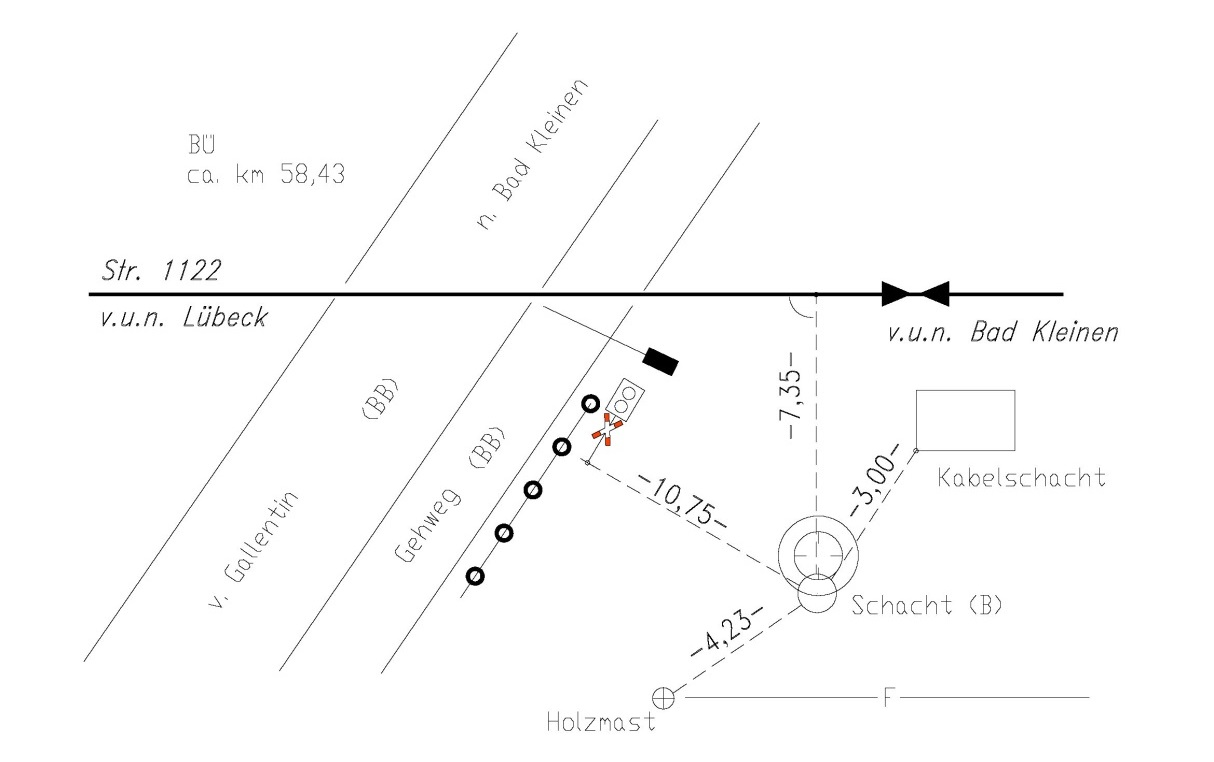 n. Bad Kleinen
BÜ
ca. km 58,43
Str. 1122
v.u.n. Lübeck
v.u.n. Bad Kleinen
-7,35-
(BB)
(BB)
Gehweg
-10,75-
-3,00-
Kabelschacht
v. Gallentin
Schacht (B)
-4,23-
F
Holzmast